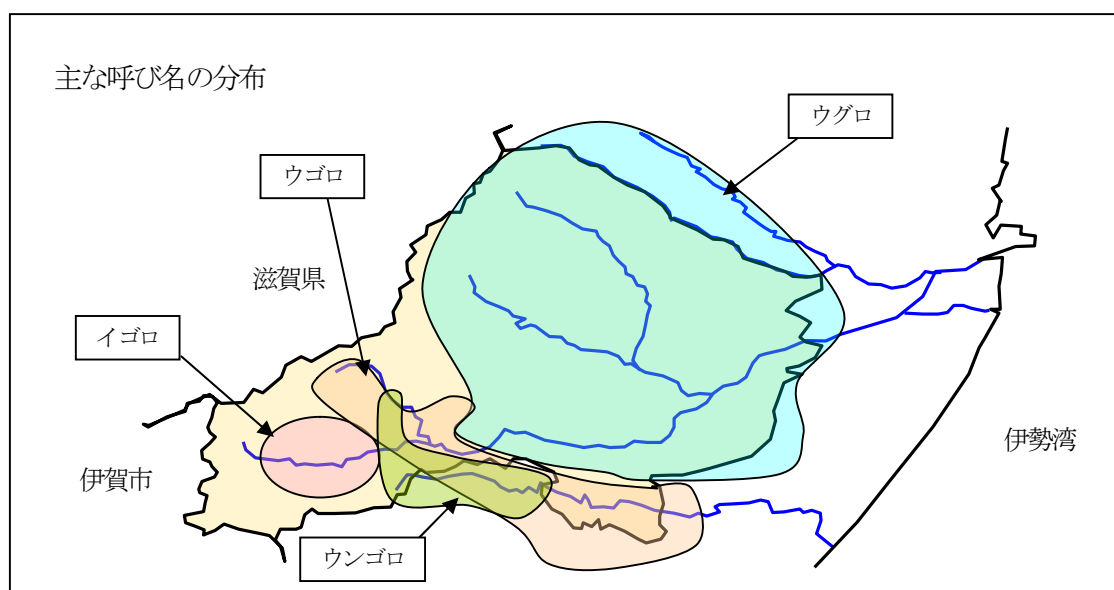 主な呼び名の分布
ウグロ
ウゴロ
滋賀県
イゴロ
伊勢湾
伊賀市
ウンゴロ